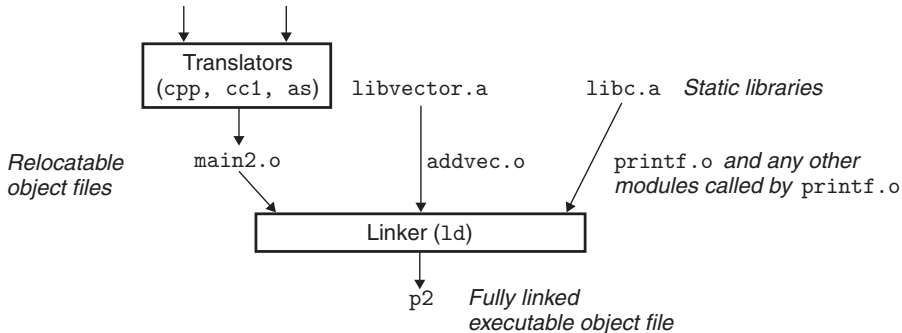 Translators
(cpp, cc1, as)
libvector.a
libc.a Static libraries
Relocatable
object files
main2.o
addvec.o
printf.o and any other
modules called by printf.o
Linker (ld)
p2
Fully linked
executable object file